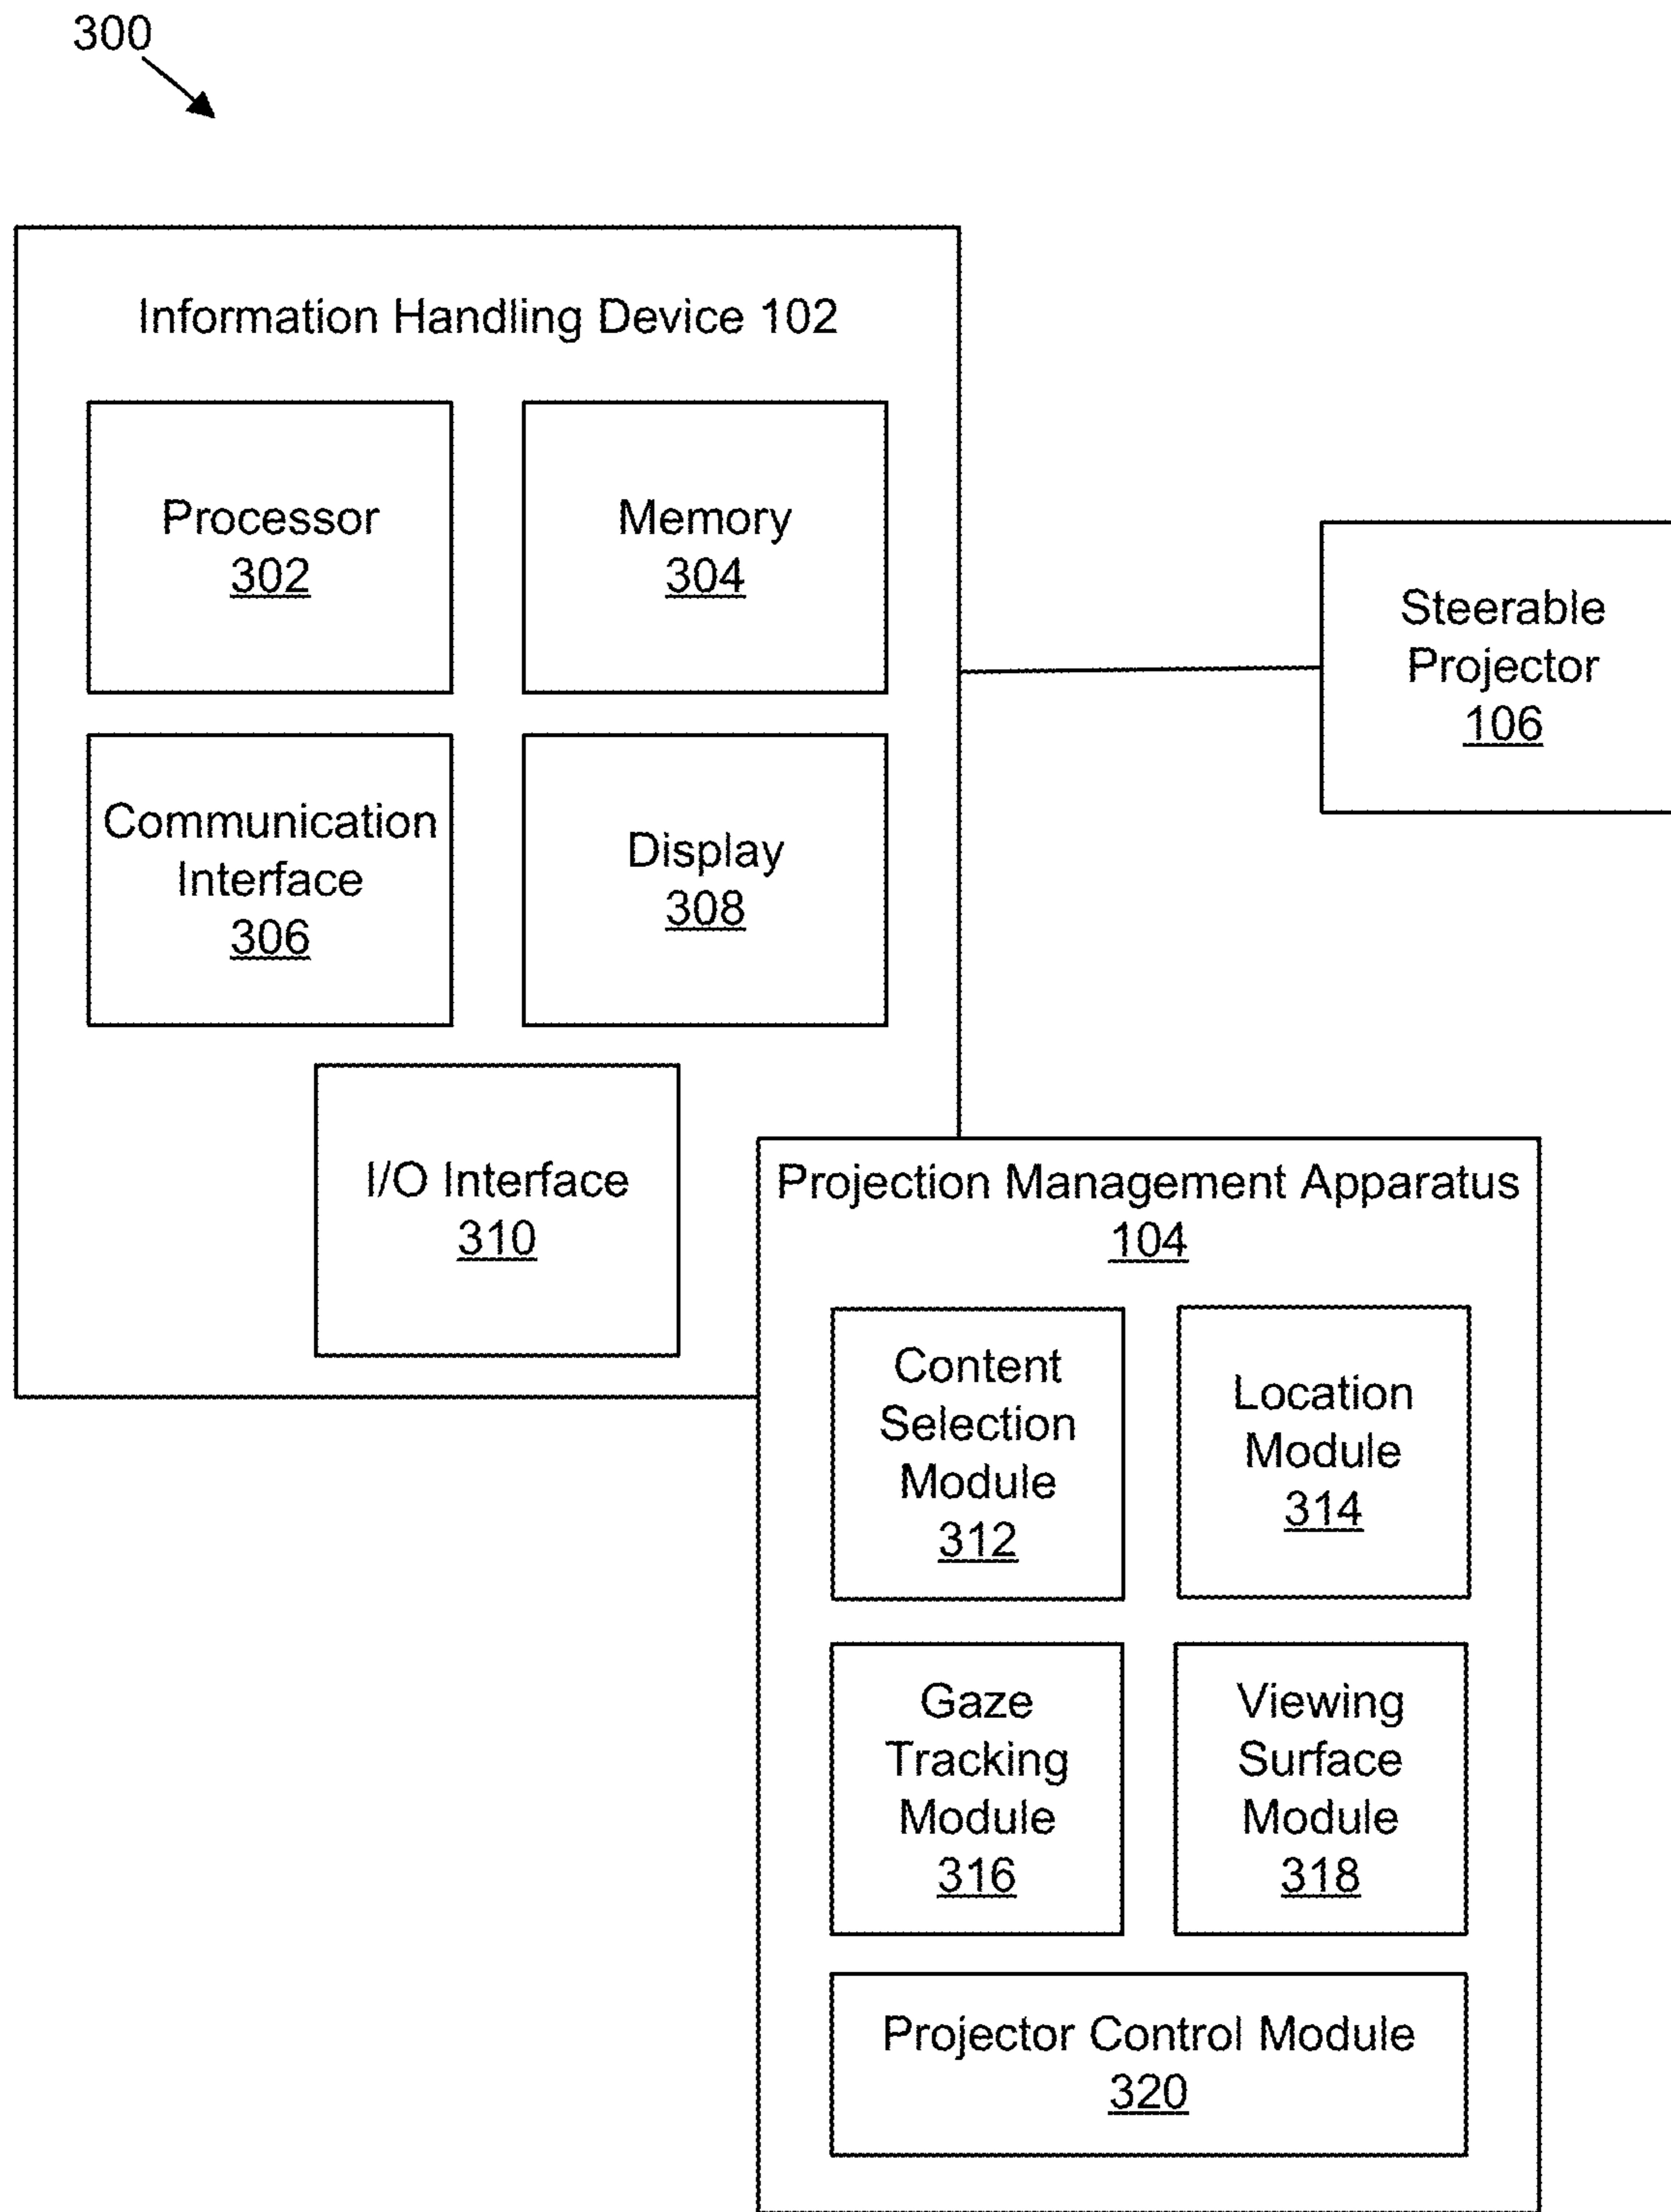 300
Information Handling Device 102
Processor
302
Memory
304
Communication
Interface
306
Display
308
I/O Interface
310
Steerable
Projector
106
Projection Management Apparatus
104
Content
Selection
Module
312
Location
Module
314
Gaze
Tracking
Module
316
Viewing
Surface
Module
318
Projector Control Module
320